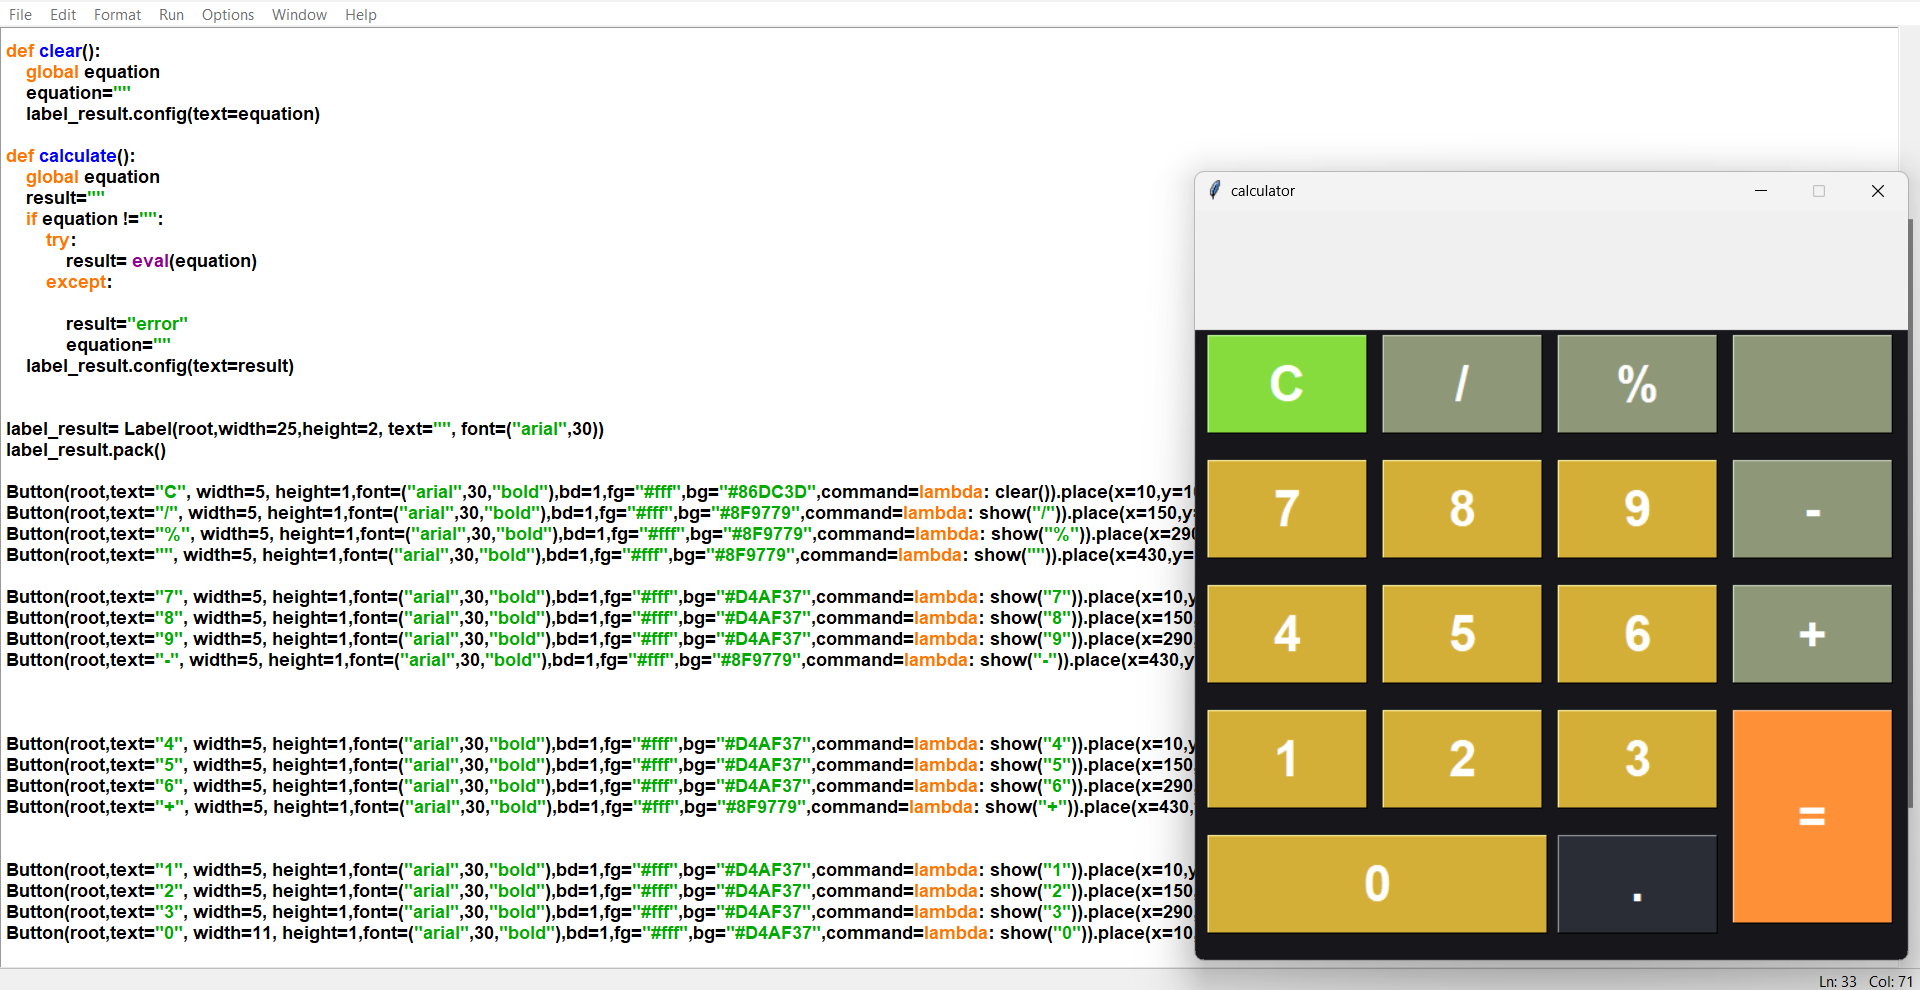 File Edit Format Run Options Window Help
def clear():
    global equation
    equation=""
    label_result.config(text=equation)
def calculate():
    global equation
    result=""
    if equation !="":
        try:
            result= eval(equation)
        except:
            result="error"
            equation=""
    label_result.config(text=result)
label_result= Label(root,width=25,height=2, text="", font=("arial",30))
label_result.pack()
Button(root,text="C", width=5, height=1,font=("arial",30,"bold"),bd=1,fg="#fff",bg="#86DC3D",command=lambda: clear()).place(x=10,y=10
Button(root,text="/", width=5, height=1,font=("arial",30,"bold"),bd=1,fg="#fff",bg="#8F9779",command=lambda: show("/")).place(x=150,y=
Button(root,text="%", width=5, height=1,font=("arial",30,"bold"),bd=1,fg="#fff",bg="#8F9779",command=lambda: show("%")).place(x=290
Button(root,text="", width=5, height=1,font=("arial",30,"bold"),bd=1,fg="#fff",bg="#8F9779",command=lambda: show("")).place(x=430,y=
Button(root,text="7", width=5, height=1,font=("arial",30,"bold"),bd=1,fg="#fff",bg="#D4AF37",command=lambda: show("7")).place(x=10,y
Button(root,text="8", width=5, height=1,font=("arial",30,"bold"),bd=1,fg="#fff",bg="#D4AF37",command=lambda: show("8")).place(x=150,
Button(root,text="9", width=5, height=1,font=("arial",30,"bold"),bd=1,fg="#fff",bg="#D4AF37",command=lambda: show("9")).place(x=290,
Button(root,text="-", width=5, height=1,font=("arial",30,"bold"),bd=1,fg="#fff",bg="#8F9779",command=lambda: show("-")).place(x=430,y
Button(root,text="4", width=5, height=1,font=("arial",30,"bold"),bd=1,fg="#fff",bg="#D4AF37",command=lambda: show("4")).place(x=10,y
Button(root,text="5", width=5, height=1,font=("arial",30,"bold"),bd=1,fg="#fff",bg="#D4AF37",command=lambda: show("5")).place(x=150,
Button(root,text="6", width=5, height=1,font=("arial",30,"bold"),bd=1,fg="#fff",bg="#D4AF37",command=lambda: show("6")).place(x=290,
Button(root,text="+", width=5, height=1,font=("arial",30,"bold"),bd=1,fg="#fff",bg="#8F9779",command=lambda: show("+")).place(x=430,
Button(root,text="1", width=5, height=1,font=("arial",30,"bold"),bd=1,fg="#fff",bg="#D4AF37",command=lambda: show("1")).place(x=10,y
Button(root,text="2", width=5, height=1,font=("arial",30,"bold"),bd=1,fg="#fff",bg="#D4AF37",command=lambda: show("2")).place(x=150,
Button(root,text="3", width=5, height=1,font=("arial",30,"bold"),bd=1,fg="#fff",bg="#D4AF37",command=lambda: show("3")).place(x=290,
Button(root,text="0", width=11, height=1,font=("arial",30,"bold"),bd=1,fg="#fff",bg="#D4AF37",command=lambda: show("0")).place(x=10,
calculator
C / %
7 8 9 -
4 5 6 +
1 2 3
=
0 .
Ln: 33 Col: 71